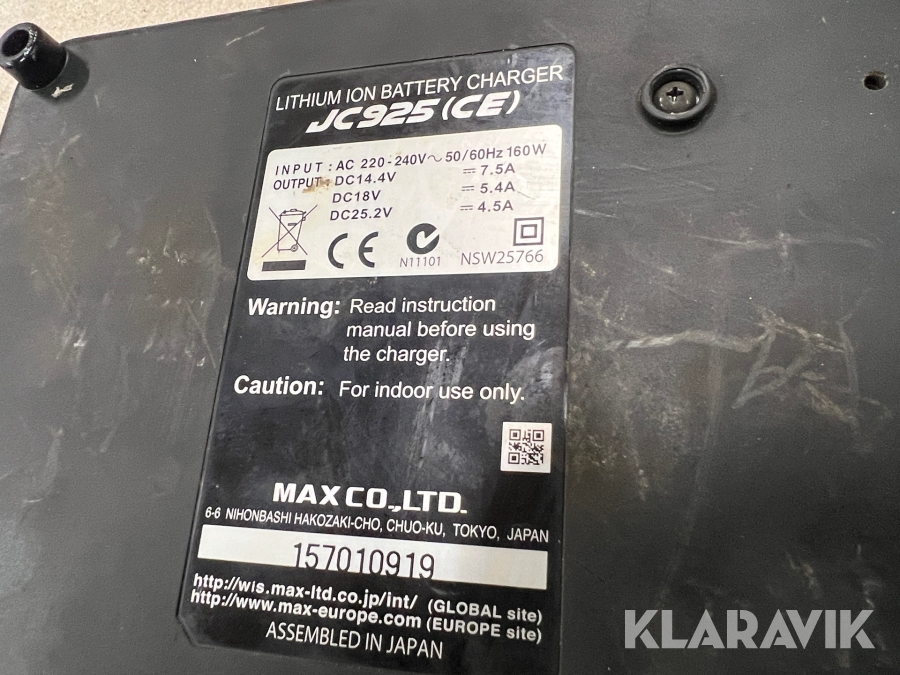 LITHIUM ION BATTERY CHARGER
JC925(CE)
INPUT : AC 220-240V～50/60Hz 160W
OUTPUT : DC14.4V ⎓ 7.5A
DC18V ⎓ 5.4A
DC25.2V ⎓ 4.5A
CE N11101 NSW25766
Warning: Read instruction
manual before using
the charger.
Caution: For indoor use only.
MAX CO.,LTD.
6-6 NIHONBASHI HAKOZAKI-CHO, CHUO-KU, TOKYO, JAPAN
157010919
http://wis.max-ltd.co.jp/int/ (GLOBAL site)
http://www.max-europe.com (EUROPE site)
ASSEMBLED IN JAPAN
KLARAVIK